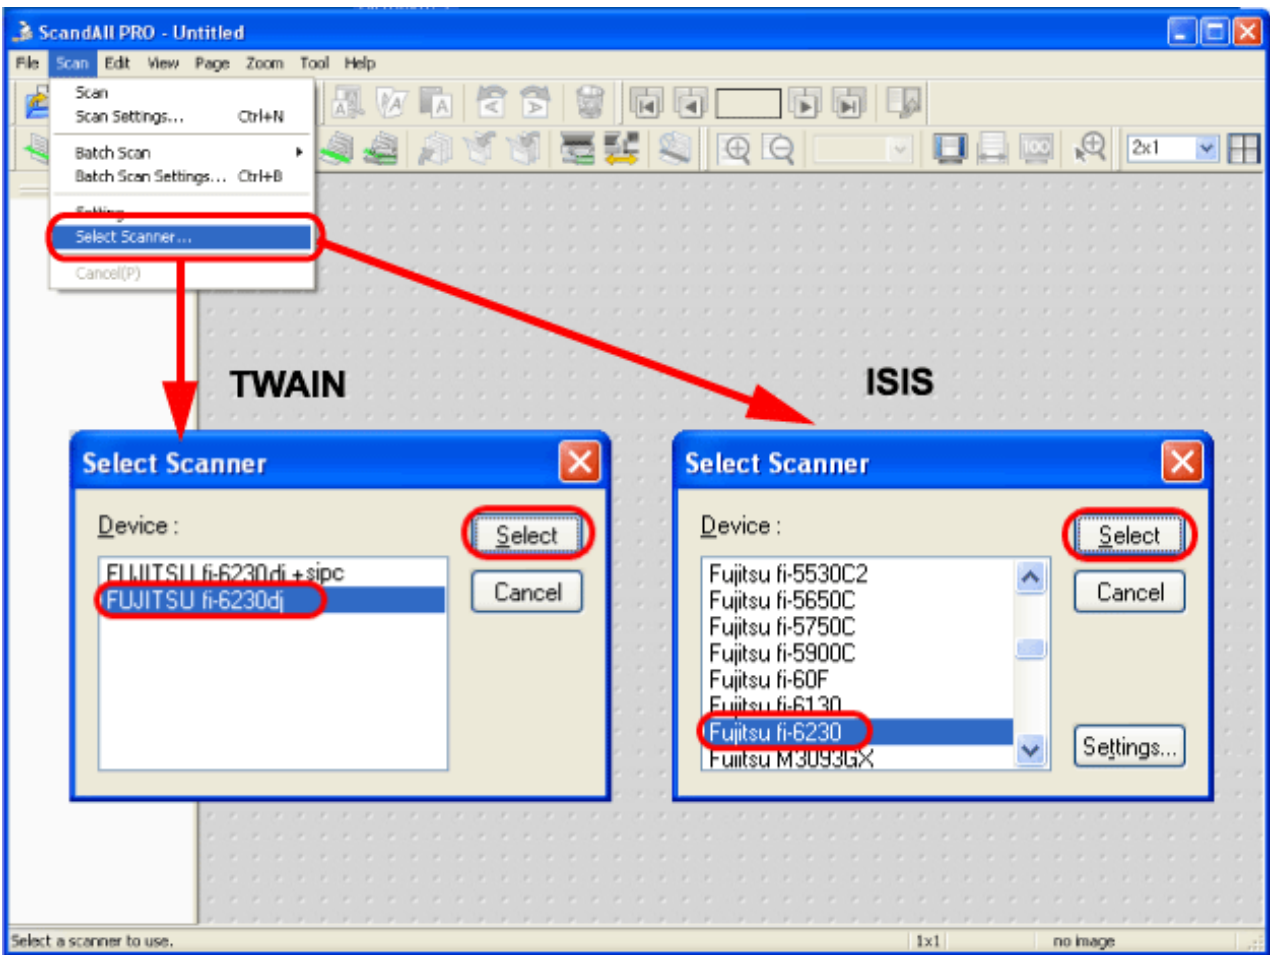 ScandAll PRO - Untitled
File Scan Edit View Page Zoom Tool Help
Scan
Scan Settings... Ctrl+N
Batch Scan
Batch Scan Settings... Ctrl+B
Setting
Select Scanner...
Cancel(P)
100
2x1
TWAIN
ISIS
Select Scanner
Device :
Select
Cancel
FUJITSU fi-6230dj +sipc
FUJITSU fi-6230dj
Select Scanner
Device :
Select
Cancel
Fujitsu fi-5530C2
Fujitsu fi-5650C
Fujitsu fi-5750C
Fujitsu fi-5900C
Fujitsu fi-60F
Fujitsu fi-6130
Fujitsu fi-6230
Fujitsu M3093GX
Settings...
Select a scanner to use. 1x1 no image